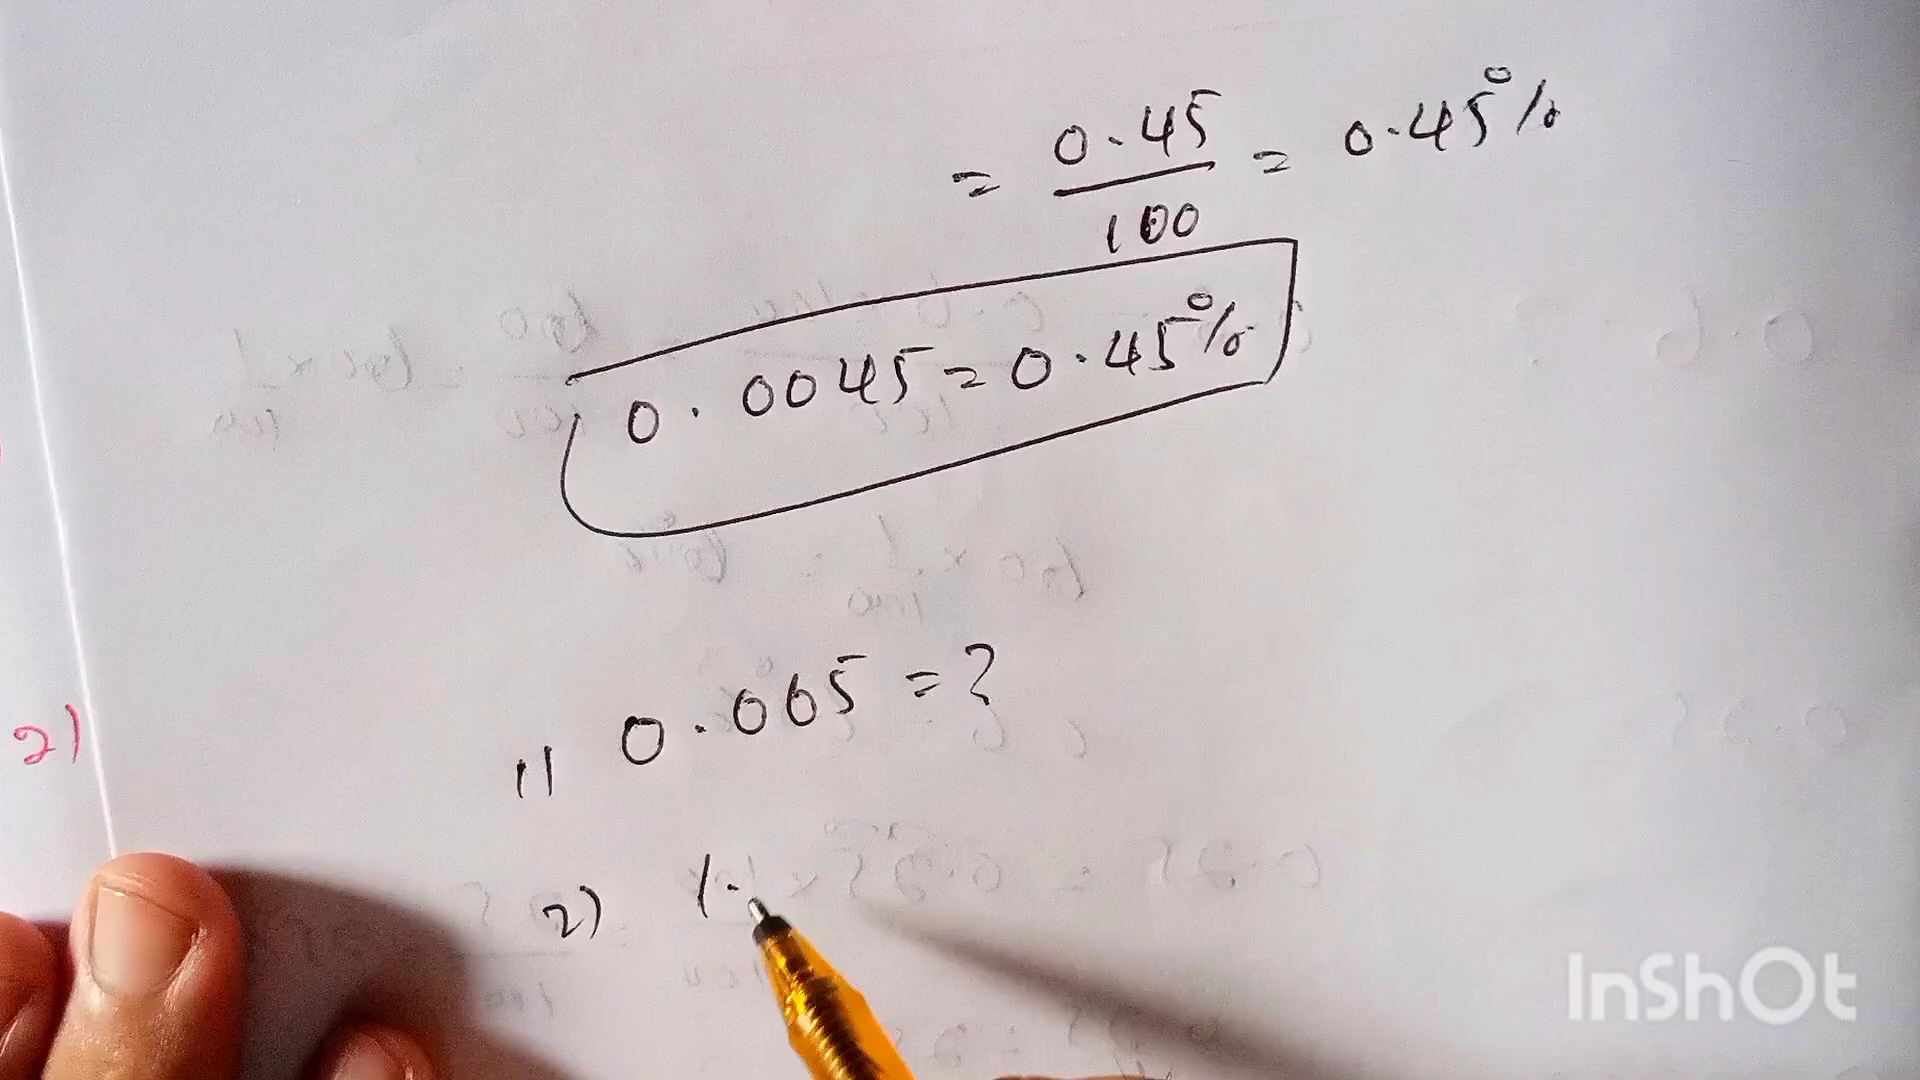 = 0.45/100 = 0.45%
0.0045 = 0.45%
1) 0.065 = ?
2) 1.
2)
InShOt